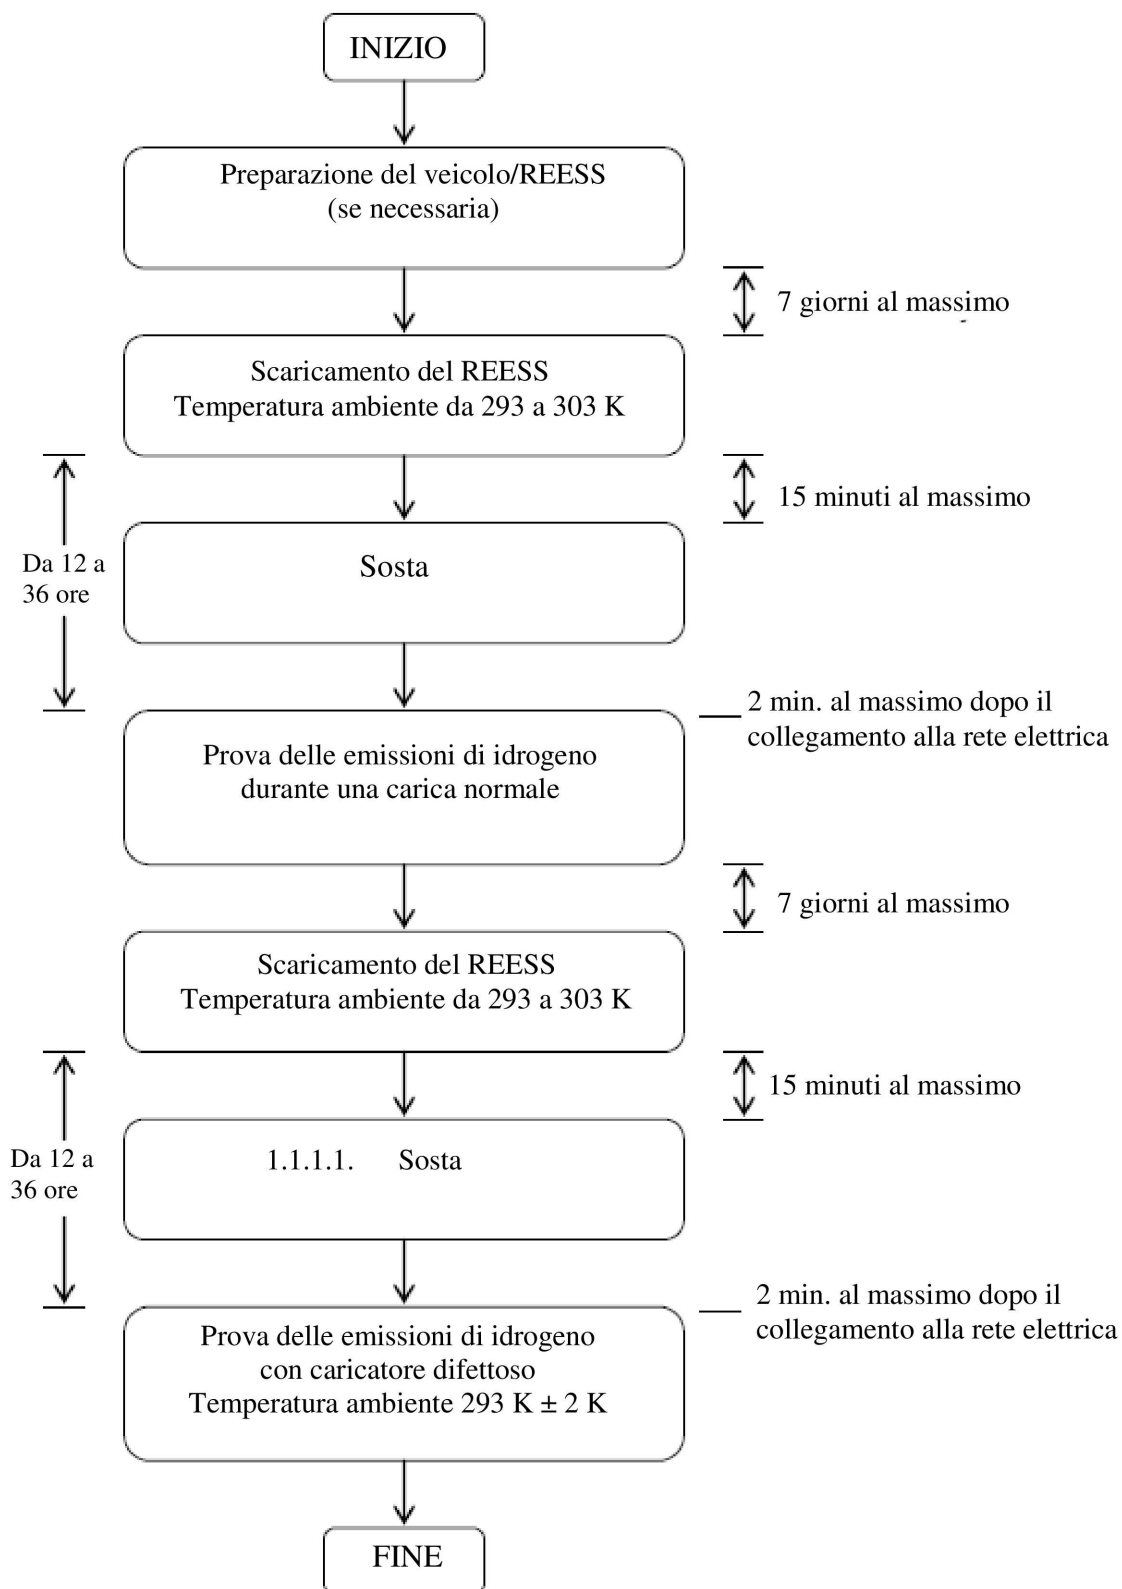 INIZIO
Preparazione del veicolo/REESS
(se necessaria)
7 giorni al massimo
Scaricamento del REESS
Temperatura ambiente da 293 a 303 K
15 minuti al massimo
Da 12 a
36 ore
Sosta
2 min. al massimo dopo il
collegamento alla rete elettrica
Prova delle emissioni di idrogeno
durante una carica normale
7 giorni al massimo
Scaricamento del REESS
Temperatura ambiente da 293 a 303 K
15 minuti al massimo
Da 12 a
36 ore
1.1.1.1. Sosta
2 min. al massimo dopo il
collegamento alla rete elettrica
Prova delle emissioni di idrogeno
con caricatore difettoso
Temperatura ambiente 293 K ± 2 K
FINE